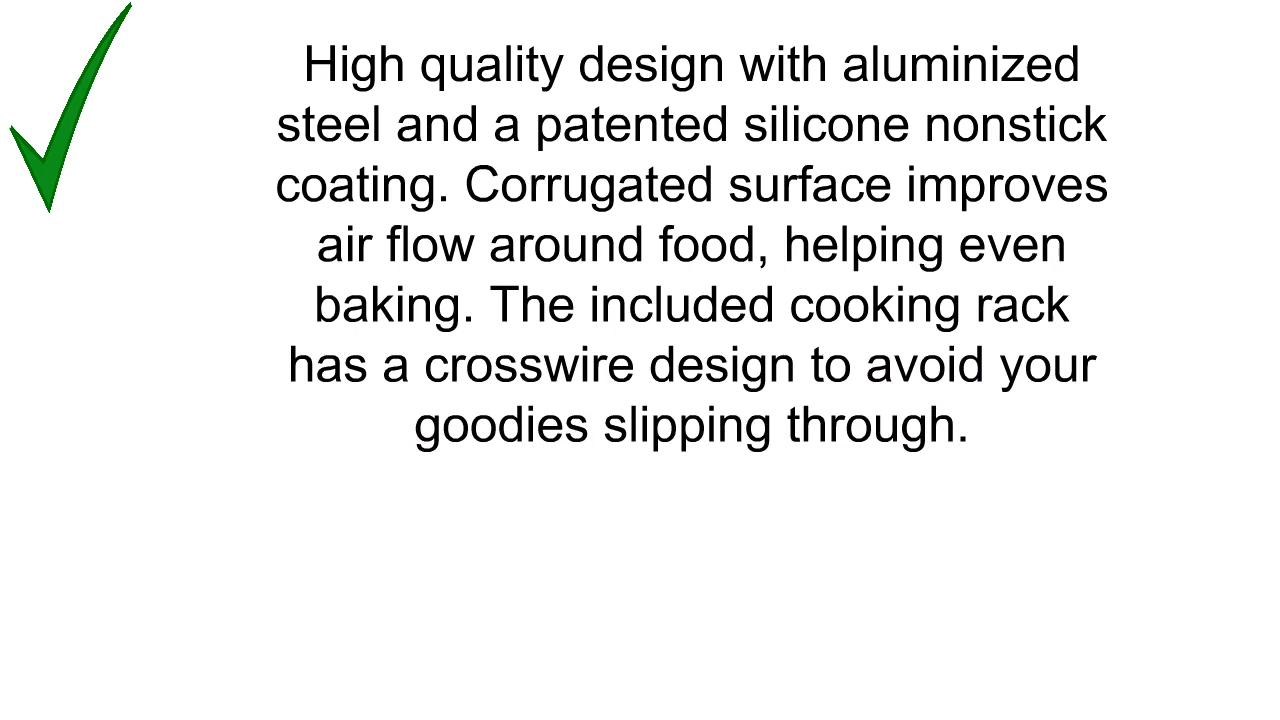 High quality design with aluminized
steel and a patented silicone nonstick
coating. Corrugated surface improves
air flow around food, helping even
baking. The included cooking rack
has a crosswire design to avoid your
goodies slipping through.